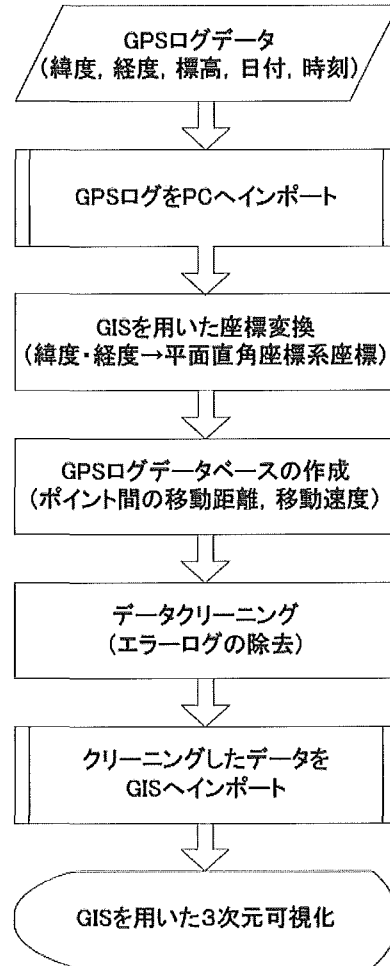 GPSログデータ
(緯度, 経度, 標高, 日付, 時刻)
GPSログをPCへインポート
GISを用いた座標変換
(緯度・経度→平面直角座標系座標)
GPSログデータベースの作成
(ポイント間の移動距離, 移動速度)
データクリーニング
(エラーログの除去)
クリーニングしたデータを
GISへインポート
GISを用いた3次元可視化